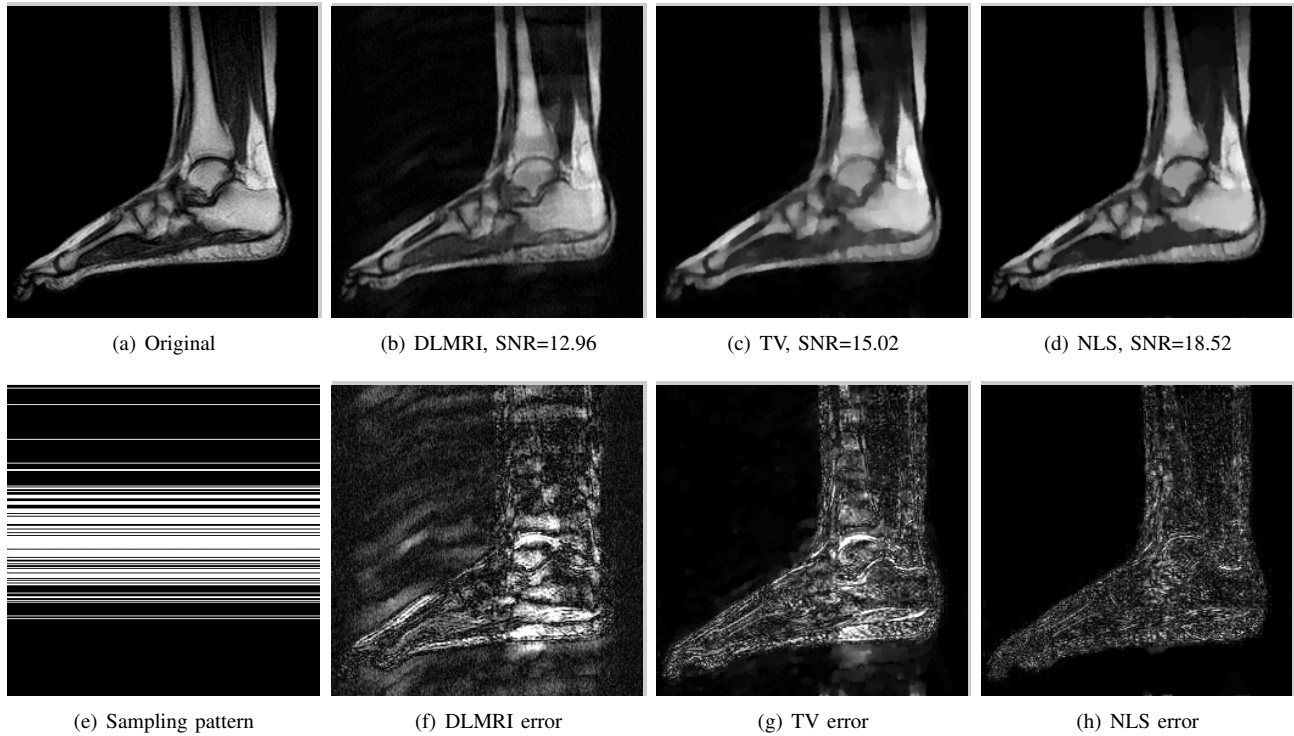 (a) Original
(b) DLMRI, SNR=12.96
(c) TV, SNR=15.02
(d) NLS, SNR=18.52
(e) Sampling pattern
(f) DLMRI error
(g) TV error
(h) NLS error